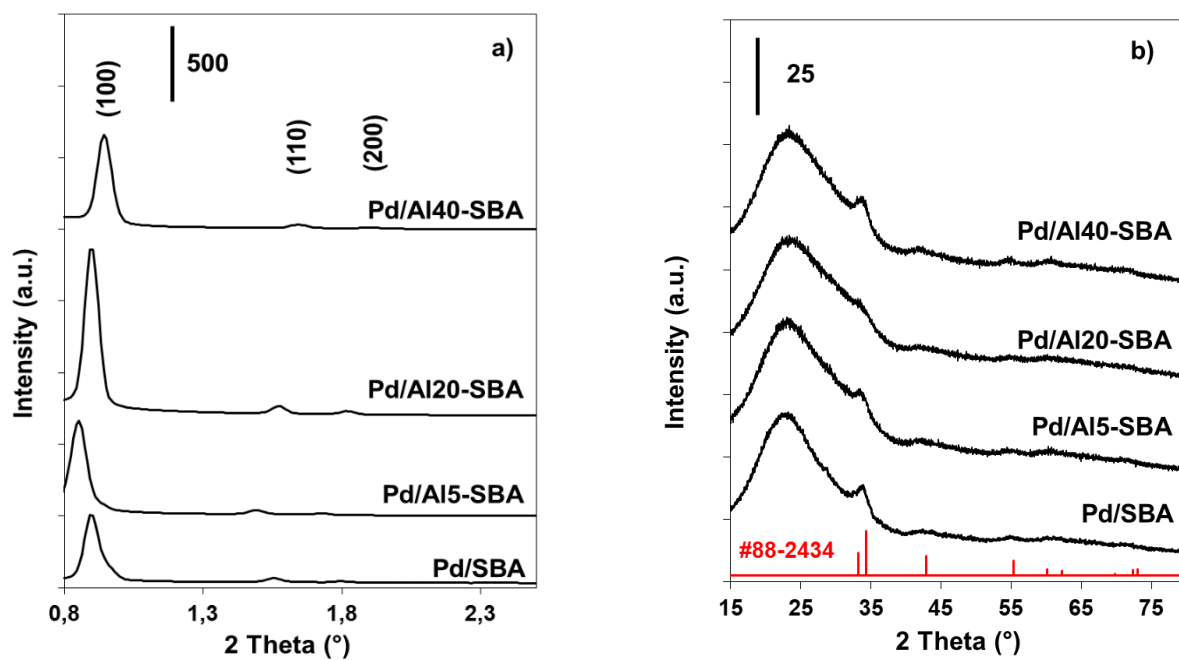 a)
500
(100)
(110)
(200)
Pd/Al40-SBA
Pd/Al20-SBA
Pd/Al5-SBA
Pd/SBA
Intensity (a.u.)
0,8 1,3 1,8 2,3
2 Theta (°)
b)
25
Pd/Al40-SBA
Pd/Al20-SBA
Pd/Al5-SBA
Pd/SBA
#88-2434
Intensity (a.u.)
15 25 35 45 55 65 75
2 Theta (°)